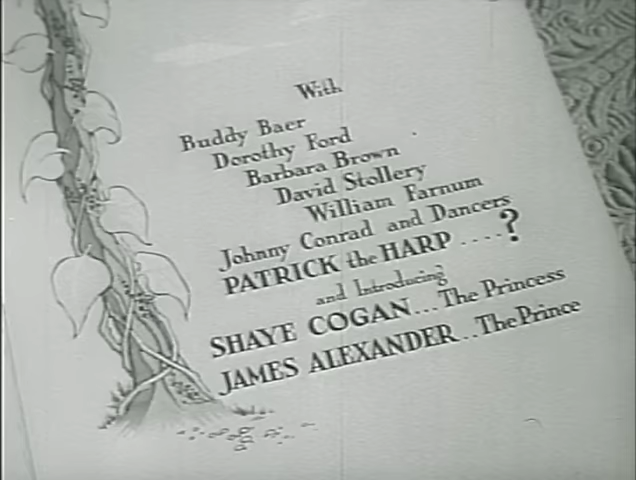 With
Buddy Baer
Dorothy Ford
Barbara Brown
David Stollery
William Farnum
Johnny Conrad and Dancers
PATRICK the HARP ....?
and Introducing
SHAYE COGAN... The Princess
JAMES ALEXANDER.. The Prince